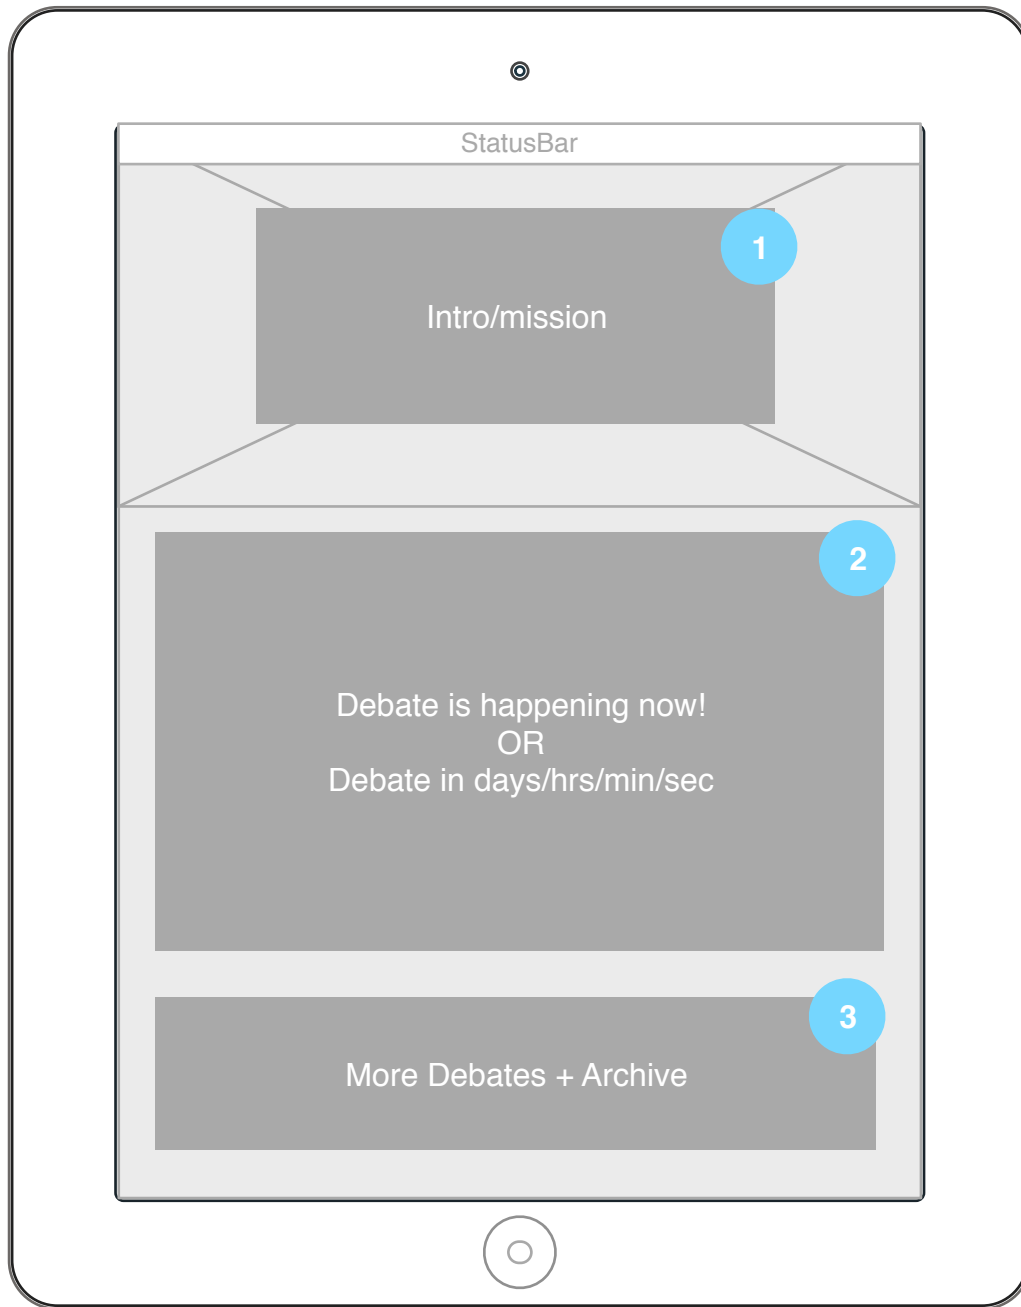 StatusBar
1
Intro/mission
2
Debate is happening now!
OR
Debate in days/hrs/min/sec
3
More Debates + Archive